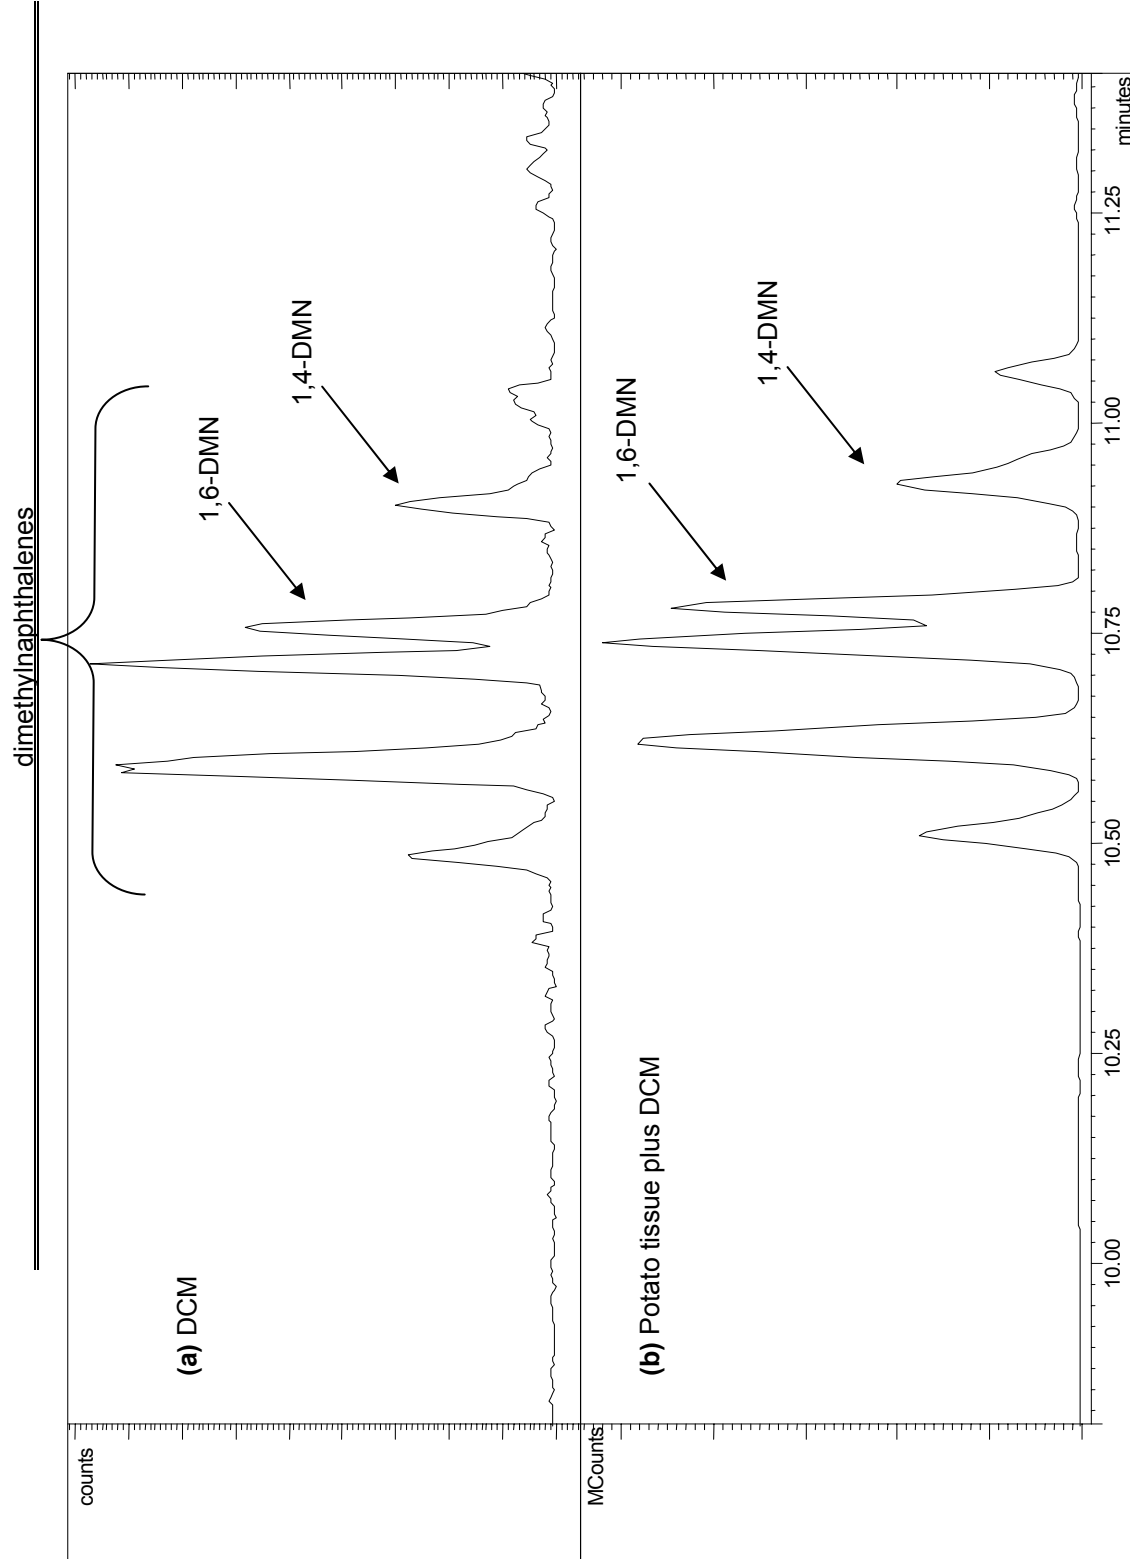 dimethylnaphthalenes
counts
(a) DCM
1,6-DMN
1,4-DMN
MCounts
(b) Potato tissue plus DCM
1,6-DMN
1,4-DMN
10.00
10.25
10.50
10.75
11.00
11.25
minutes